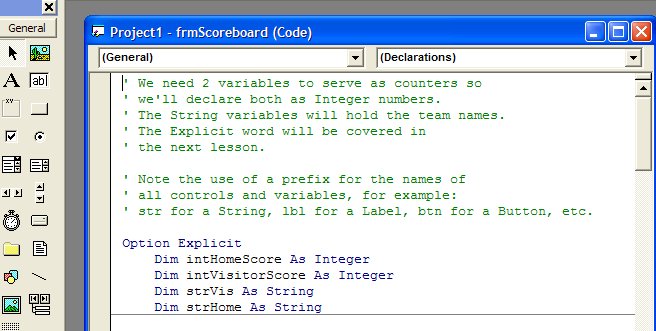 General
A
ab|
xv
Project1 - frmScoreboard (Code)
(General)
(Declarations)
' We need 2 variables to serve as counters so
' we'll declare both as Integer numbers.
' The String variables will hold the team names.
' The Explicit word will be covered in
' the next lesson.
' Note the use of a prefix for the names of
' all controls and variables, for example:
' str for a String, lbl for a Label, btn for a Button, etc.
Option Explicit
Dim intHomeScore As Integer
Dim intVisitorScore As Integer
Dim strVis As String
Dim strHome As String